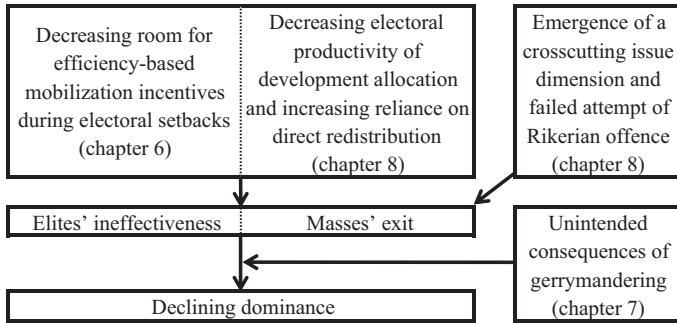 Decreasing room for
efficiency-based
mobilization incentives
during electoral setbacks
(chapter 6)
Decreasing electoral
productivity of
development allocation
and increasing reliance on
direct redistribution
(chapter 8)
Emergence of a
crosscutting issue
dimension and
failed attempt of
Rikerian offence
(chapter 8)
Elites' ineffectiveness
Masses' exit
Unintended
consequences of
gerrymandering
(chapter 7)
Declining dominance